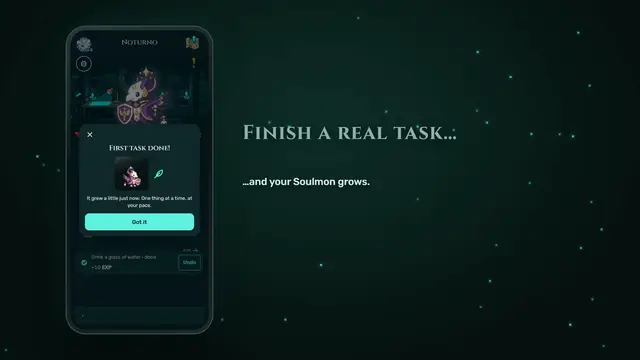 NOTURNO
FINISH A REAL TASK...
...and your Soulmon grows.
FIRST TASK DONE!
It grew a little just now. One thing at a time, at
your pace.
Got it
Drink a glass of water · done
+10 EXP
Undo